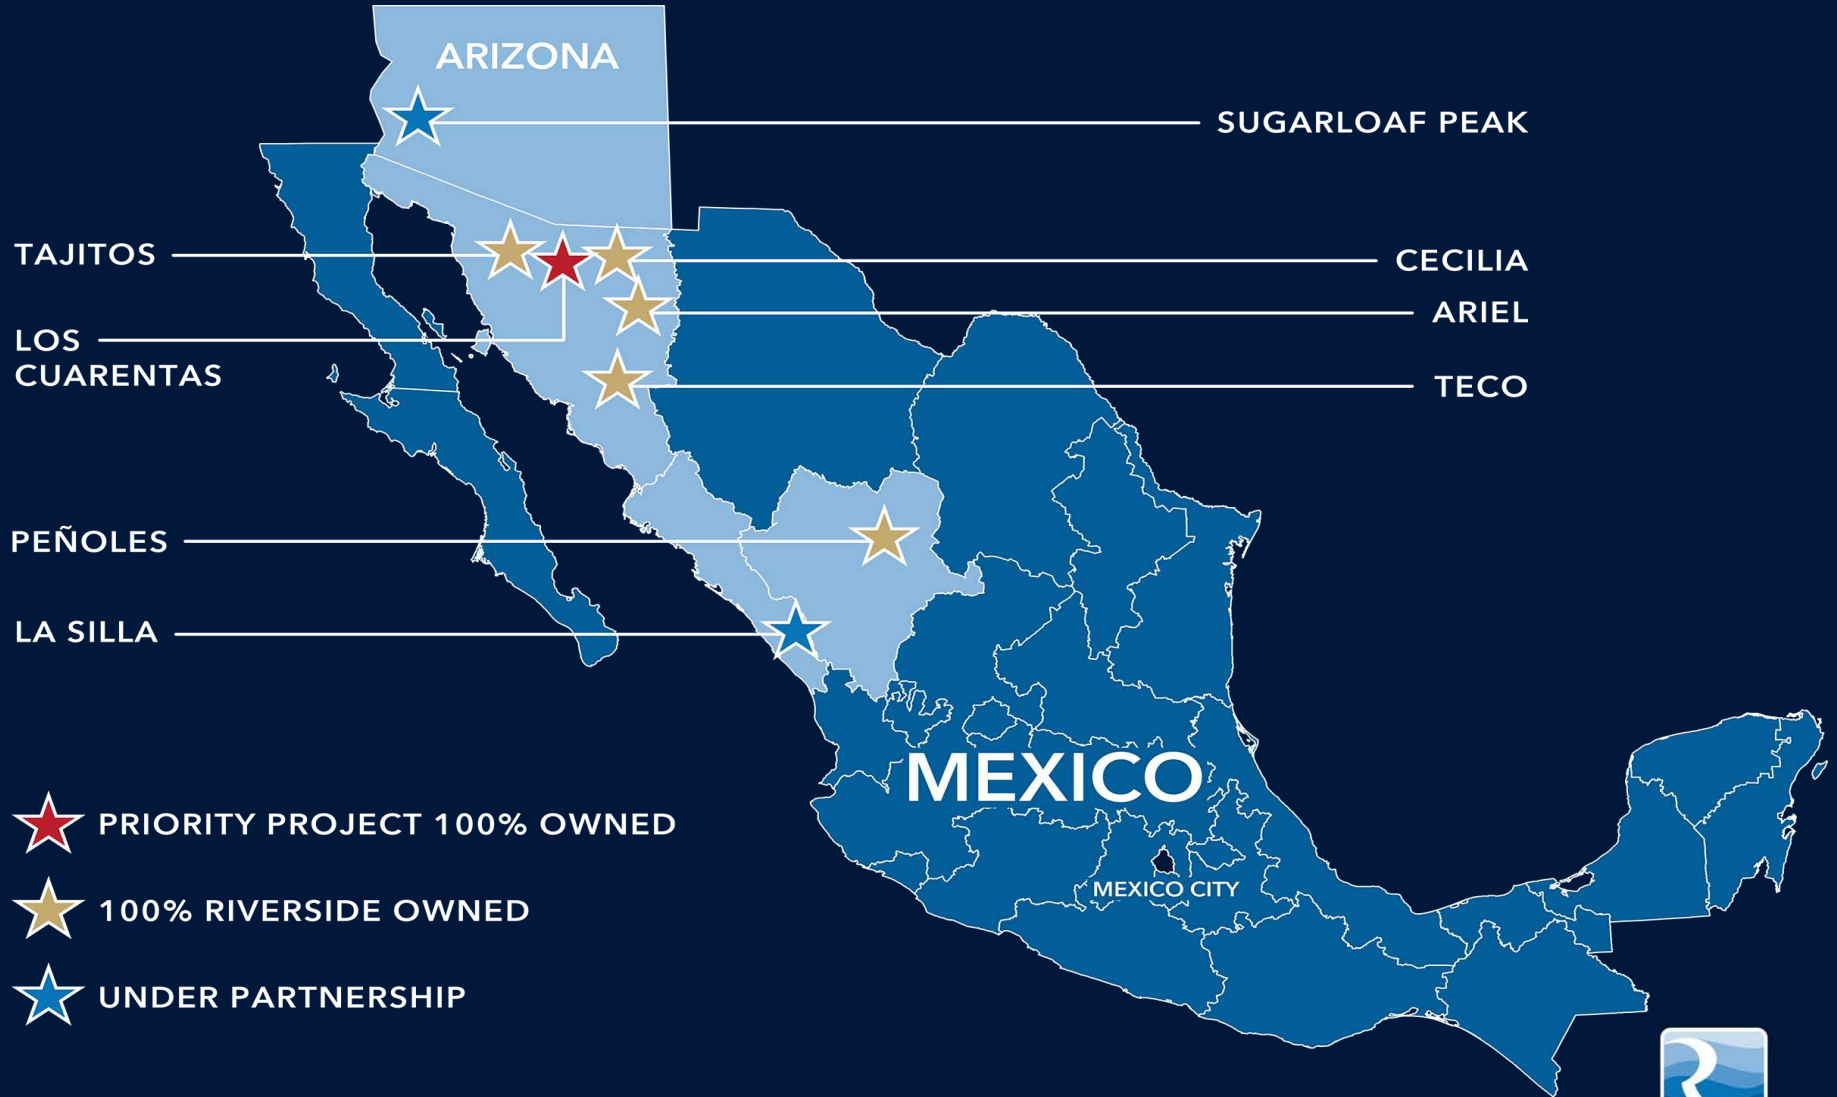 ARIZONA
SUGARLOAF PEAK
TAJITOS
CECILIA
ARIEL
LOS
CUARENTAS
TECO
PEÑOLES
LA SILLA
MEXICO
PRIORITY PROJECT 100% OWNED
MEXICO CITY
100% RIVERSIDE OWNED
UNDER PARTNERSHIP